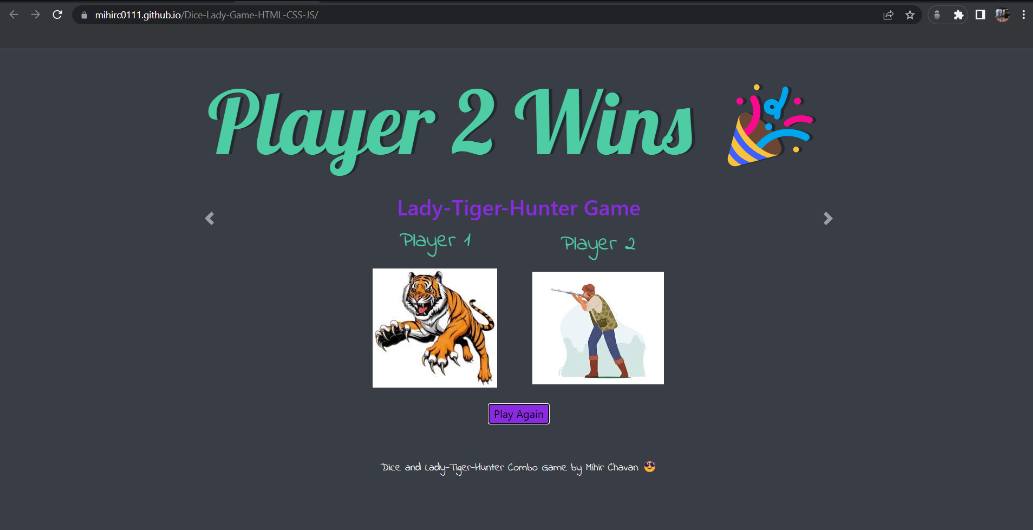 mihirc0111.github.io/Dice-Lady-Game-HTML-CSS-JS/
Player 2 Wins 🎉
Lady-Tiger-Hunter Game
Player 1
Player 2
Play Again
Dice and Lady-Tiger-Hunter Combo Game by Mihir Chavan 😍